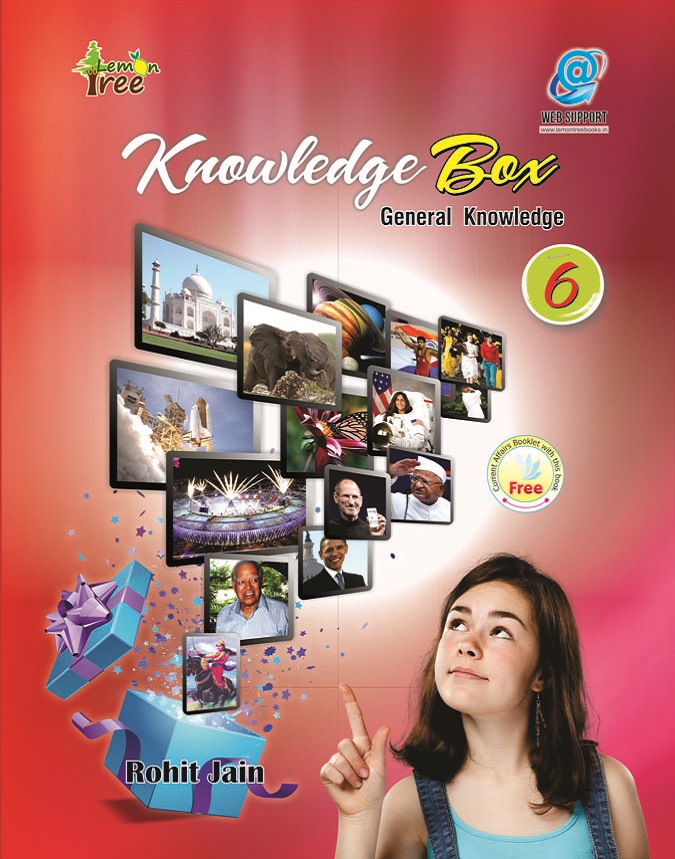 Lemon
Tree
WEB SUPPORT
www.lemontreebooks.in
Knowledge Box
General Knowledge
6
Current Affairs Booklet with this book
Free
Rohit Jain